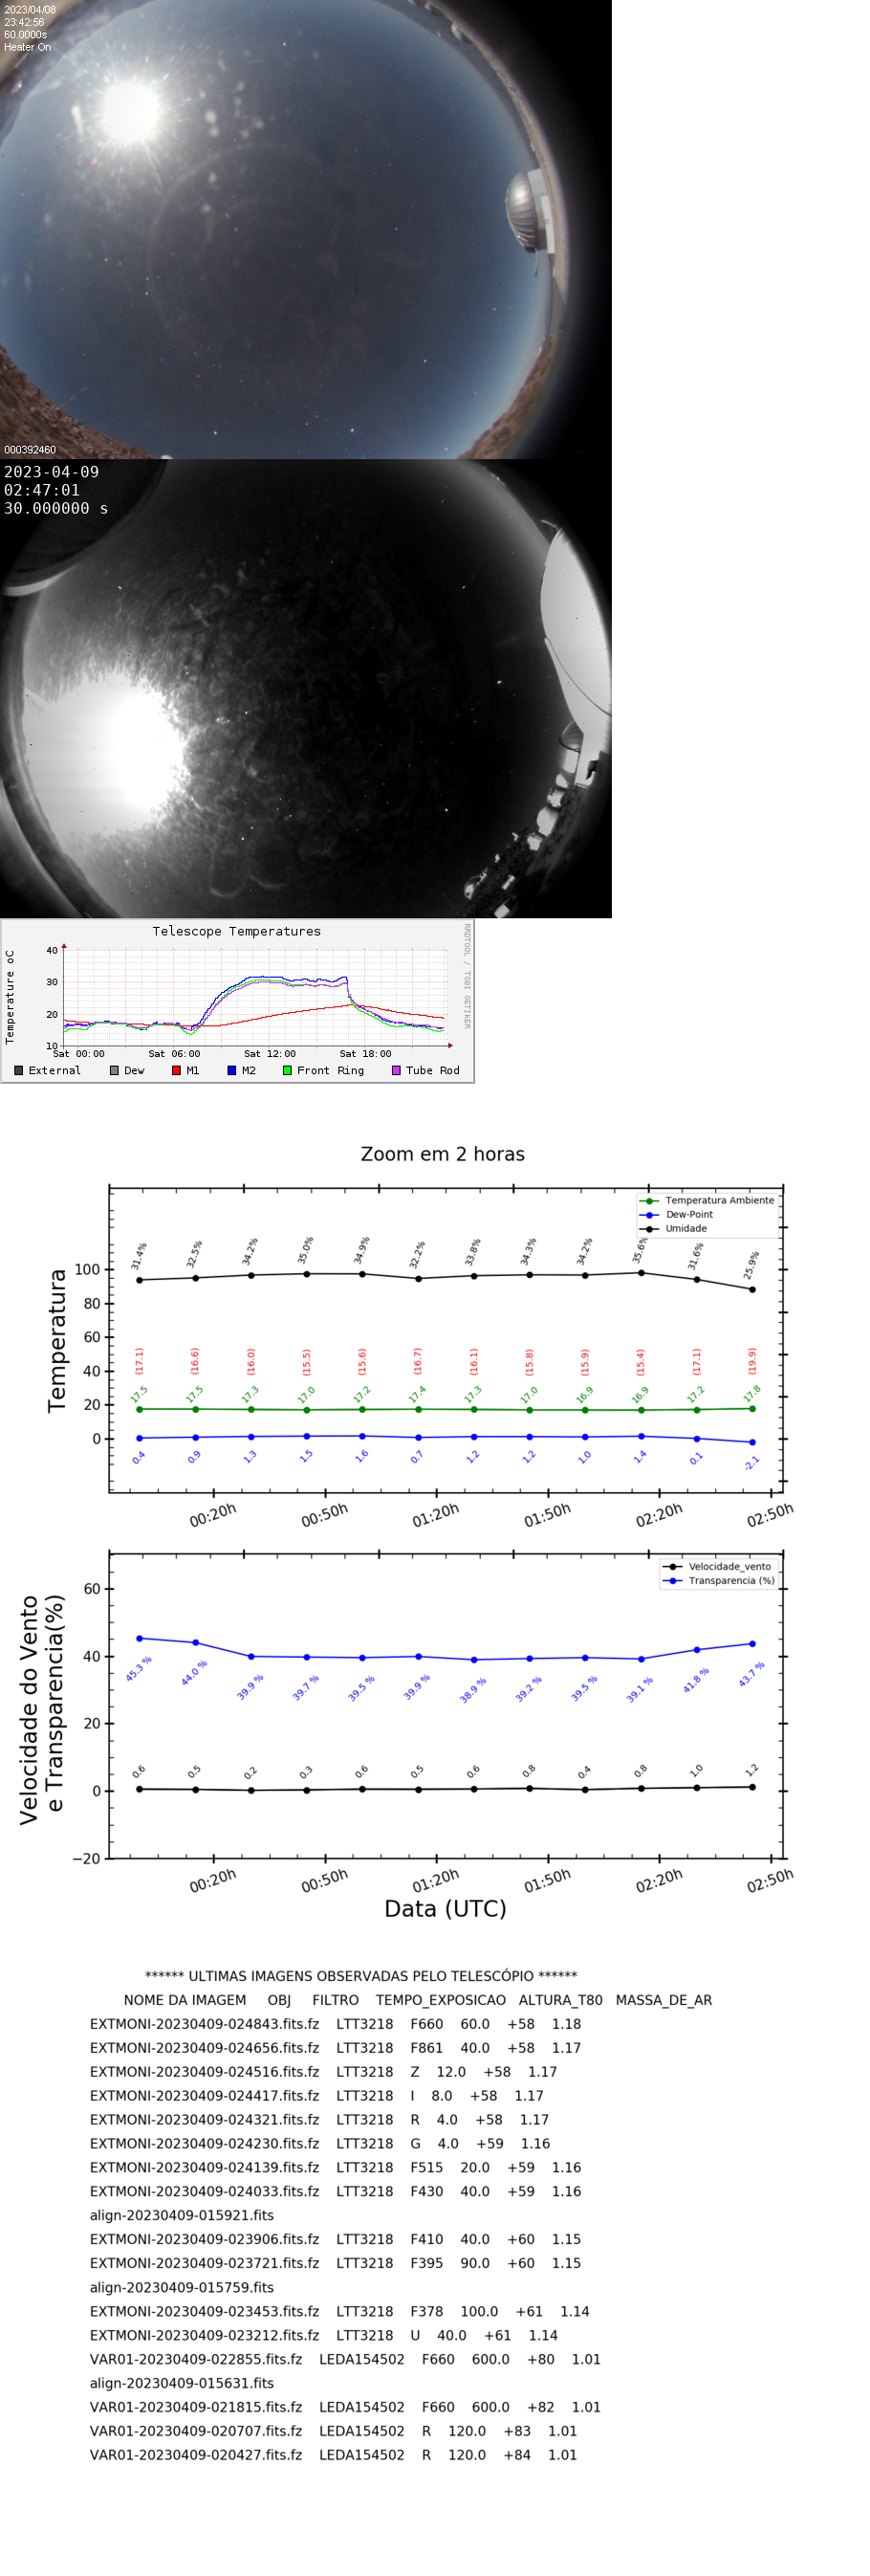 2023/04/08
23:42:56
60.0000s
Heater On
000392460
2023-04-09
02:47:01
30.000000 s
Telescope Temperatures
RRDTOOL / TOBI OETIKER
Temperature oC
40
30
20
10
Sat 00:00 Sat 06:00 Sat 12:00 Sat 18:00
External Dew M1 M2 Front Ring Tube Rod
Zoom em 2 horas
Temperatura Ambiente
Dew-Point
Umidade
Temperatura
100
80
60
40
20
0
31.4% 32.5% 34.2% 35.0% 34.9% 32.2% 33.8% 34.3% 34.2% 35.6% 31.6% 25.9%
(17.1) (16.6) (16.0) (15.5) (15.6) (16.7) (16.1) (15.8) (15.9) (15.4) (17.1) (19.9)
17.5 17.5 17.3 17.0 17.2 17.4 17.3 17.0 16.9 16.9 17.2 17.8
0.4 0.9 1.3 1.5 1.6 0.7 1.2 1.2 1.0 1.4 0.1 -2.1
00:20h 00:50h 01:20h 01:50h 02:20h 02:50h
Velocidade_vento
Transparencia (%)
Velocidade do Vento
e Transparencia(%)
60
40
20
0
−20
45.3 % 44.0 % 39.9 % 39.7 % 39.5 % 39.9 % 38.9 % 39.2 % 39.5 % 39.1 % 41.8 % 43.7 %
0.6 0.5 0.2 0.3 0.6 0.5 0.6 0.8 0.4 0.8 1.0 1.2
00:20h 00:50h 01:20h 01:50h 02:20h 02:50h
Data (UTC)
****** ULTIMAS IMAGENS OBSERVADAS PELO TELESCÓPIO ******
NOME DA IMAGEM OBJ FILTRO TEMPO_EXPOSICAO ALTURA_T80 MASSA_DE_AR
EXTMONI-20230409-024843.fits.fz LTT3218 F660 60.0 +58 1.18
EXTMONI-20230409-024656.fits.fz LTT3218 F861 40.0 +58 1.17
EXTMONI-20230409-024516.fits.fz LTT3218 Z 12.0 +58 1.17
EXTMONI-20230409-024417.fits.fz LTT3218 I 8.0 +58 1.17
EXTMONI-20230409-024321.fits.fz LTT3218 R 4.0 +58 1.17
EXTMONI-20230409-024230.fits.fz LTT3218 G 4.0 +59 1.16
EXTMONI-20230409-024139.fits.fz LTT3218 F515 20.0 +59 1.16
EXTMONI-20230409-024033.fits.fz LTT3218 F430 40.0 +59 1.16
align-20230409-015921.fits
EXTMONI-20230409-023906.fits.fz LTT3218 F410 40.0 +60 1.15
EXTMONI-20230409-023721.fits.fz LTT3218 F395 90.0 +60 1.15
align-20230409-015759.fits
EXTMONI-20230409-023453.fits.fz LTT3218 F378 100.0 +61 1.14
EXTMONI-20230409-023212.fits.fz LTT3218 U 40.0 +61 1.14
VAR01-20230409-022855.fits.fz LEDA154502 F660 600.0 +80 1.01
align-20230409-015631.fits
VAR01-20230409-021815.fits.fz LEDA154502 F660 600.0 +82 1.01
VAR01-20230409-020707.fits.fz LEDA154502 R 120.0 +83 1.01
VAR01-20230409-020427.fits.fz LEDA154502 R 120.0 +84 1.01